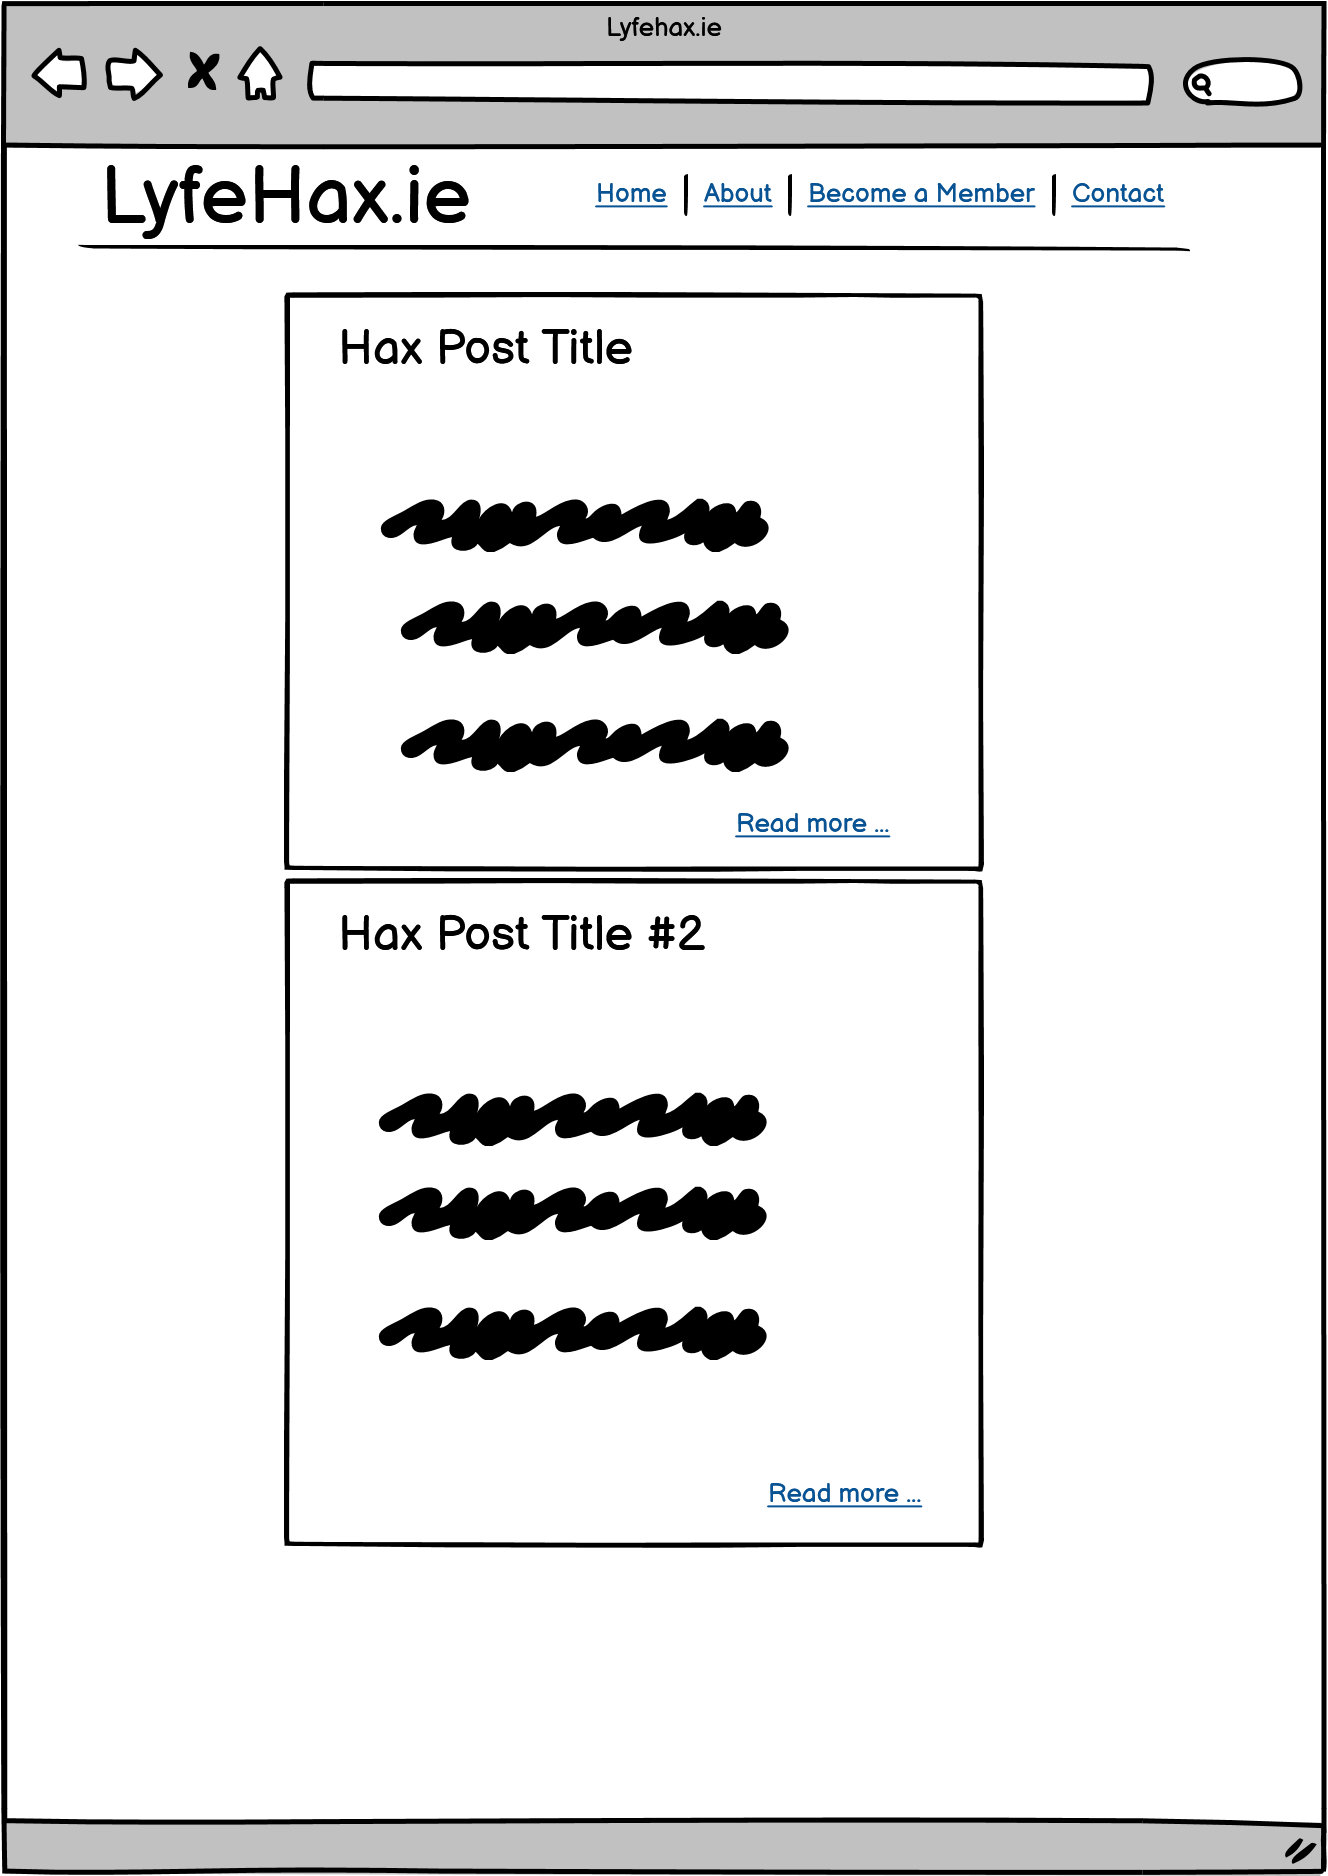 Lyfehax.ie
LyfeHax.ie
Home | About | Become a Member | Contact
Hax Post Title
Read more ...
Hax Post Title #2
Read more ...